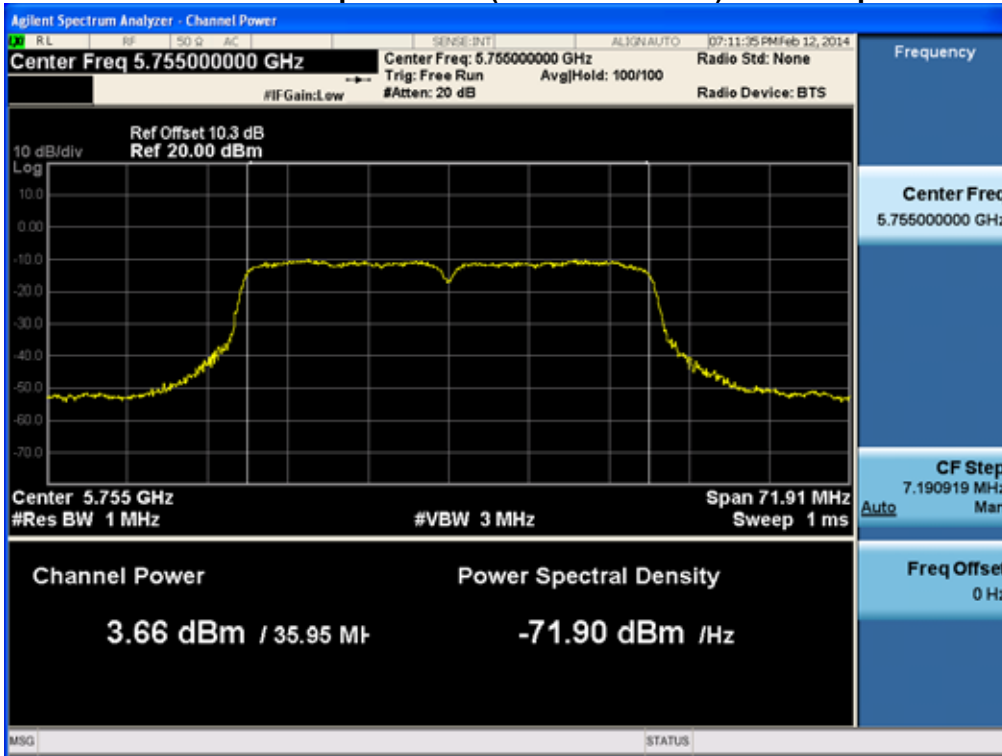 Agilent Spectrum Analyzer - Channel Power
RL RF 50 Ω AC SENSE:INT ALIGN AUTO 07:11:35 PM Feb 12, 2014
Center Freq 5.755000000 GHz
Center Freq: 5.755000000 GHz
Radio Std: None
Trig: Free Run Avg|Hold: 100/100
#IFGain:Low
#Atten: 20 dB
Radio Device: BTS
Ref Offset 10.3 dB
10 dB/div Ref 20.00 dBm
Log
10.0
0.00
-10.0
-20.0
-30.0
-40.0
-50.0
-60.0
-70.0
Center 5.755 GHz Span 71.91 MHz
#Res BW 1 MHz #VBW 3 MHz Sweep 1 ms
Channel Power Power Spectral Density
3.66 dBm / 35.95 MH -71.90 dBm /Hz
MSG STATUS
Frequency
Center Freq
5.755000000 GHz
CF Step
7.190919 MHz
Auto Man
Freq Offset
0 Hz